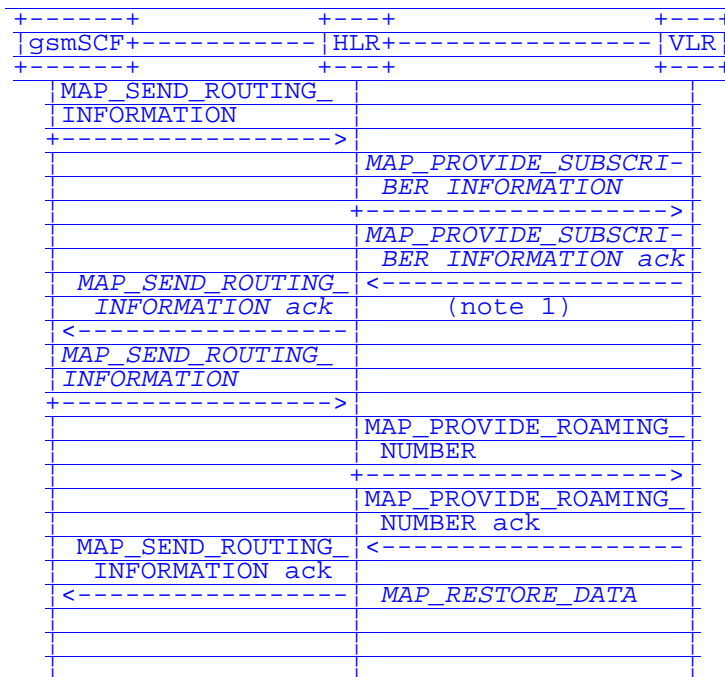 +------+ +---+ +---+
¦gsmSCF+-----------¦HLR+----------------¦VLR¦
+------+ +---+ +---+
¦MAP_SEND_ROUTING_ ¦ ¦
¦INFORMATION ¦ ¦
+----------------->¦ ¦
¦ ¦MAP_PROVIDE_SUBSCRI-¦
¦ ¦ BER INFORMATION ¦
¦ +------------------->¦
¦ ¦MAP_PROVIDE_SUBSCRI-¦
¦ ¦ BER INFORMATION ack¦
¦ MAP_SEND_ROUTING_¦<-------------------¦
¦ INFORMATION ack ¦ (note 1) ¦
¦<-----------------¦ ¦
¦MAP_SEND_ROUTING_ ¦ ¦
¦INFORMATION ¦ ¦
+----------------->¦ ¦
¦ ¦MAP_PROVIDE_ROAMING_¦
¦ ¦ NUMBER ¦
¦ +------------------->¦
¦ ¦MAP_PROVIDE_ROAMING_¦
¦ ¦ NUMBER ack ¦
¦ MAP_SEND_ROUTING_¦<-------------------¦
¦ INFORMATION ack ¦ ¦
¦<-----------------¦ MAP_RESTORE_DATA ¦
¦ ¦ ¦
¦ ¦ ¦
¦ ¦ ¦